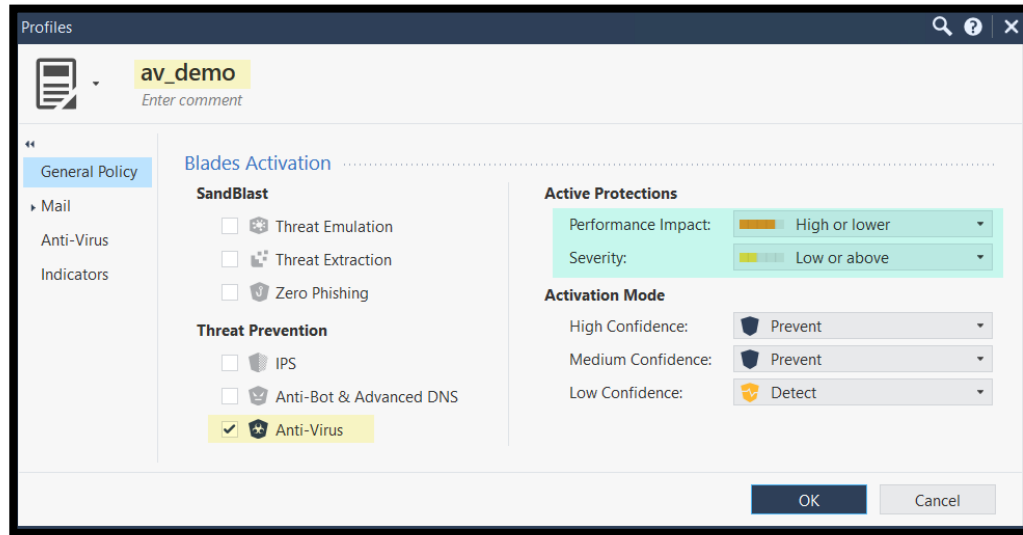 Profiles
av_demo
Enter comment
General Policy
Mail
Anti-Virus
Indicators
Blades Activation
SandBlast
Threat Emulation
Threat Extraction
Zero Phishing
Threat Prevention
IPS
Anti-Bot & Advanced DNS
Anti-Virus
Active Protections
Performance Impact: High or lower
Severity: Low or above
Activation Mode
High Confidence: Prevent
Medium Confidence: Prevent
Low Confidence: Detect
OK Cancel